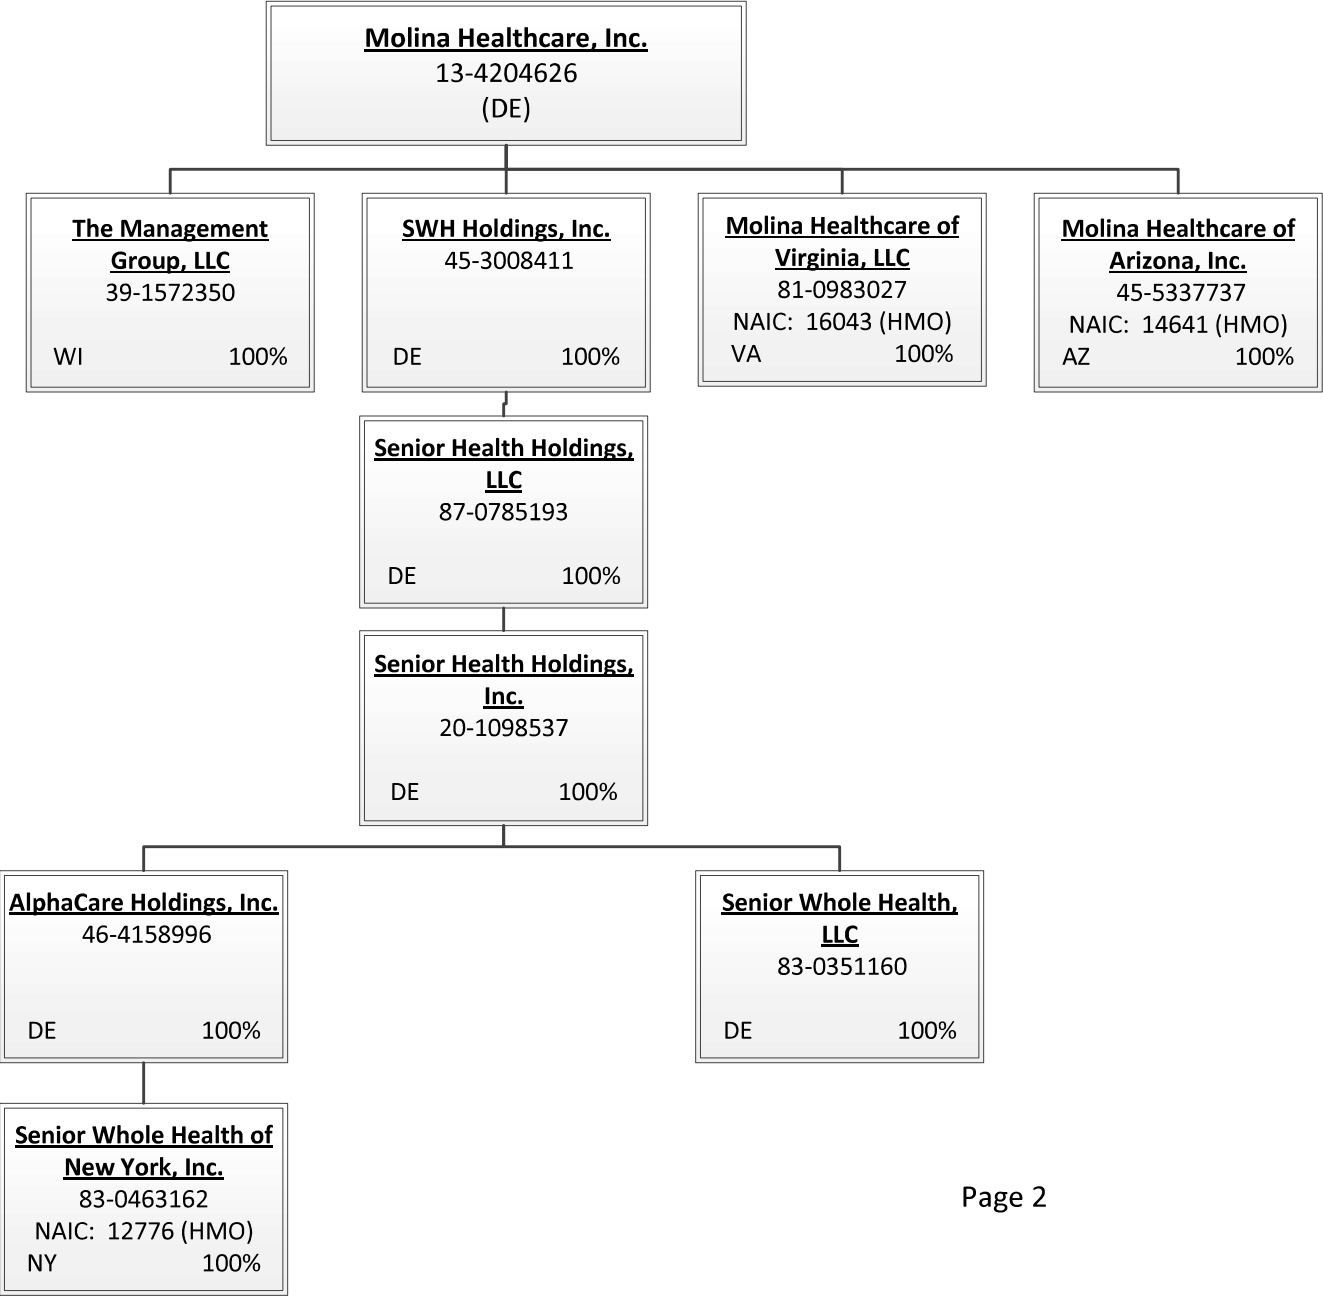 Molina Healthcare, Inc.
13-4204626
(DE)
The Management
Group, LLC
39-1572350
WI 100%
SWH Holdings, Inc.
45-3008411
DE 100%
Molina Healthcare of
Virginia, LLC
81-0983027
NAIC: 16043 (HMO)
VA 100%
Molina Healthcare of
Arizona, Inc.
45-5337737
NAIC: 14641 (HMO)
AZ 100%
Senior Health Holdings,
LLC
87-0785193
DE 100%
Senior Health Holdings,
Inc.
20-1098537
DE 100%
AlphaCare Holdings, Inc.
46-4158996
DE 100%
Senior Whole Health,
LLC
83-0351160
DE 100%
Senior Whole Health of
New York, Inc.
83-0463162
NAIC: 12776 (HMO)
NY 100%
Page 2